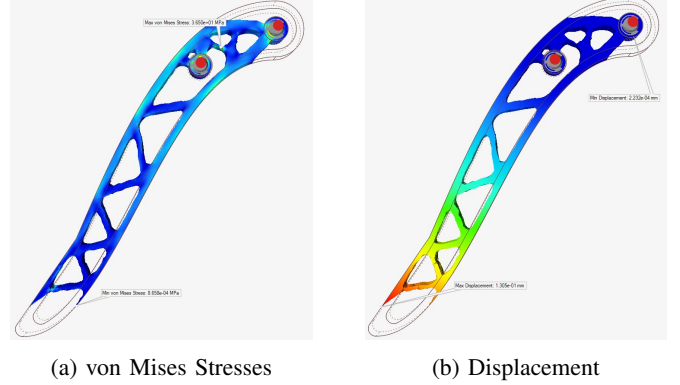 Max von Mises Stress: 3.650e+01 MPa
Min Displacement: 2.232e-04 mm
Min von Mises Stress: 8.658e-04 MPa
Max Displacement: 1.305e-01 mm
(a) von Mises Stresses
(b) Displacement